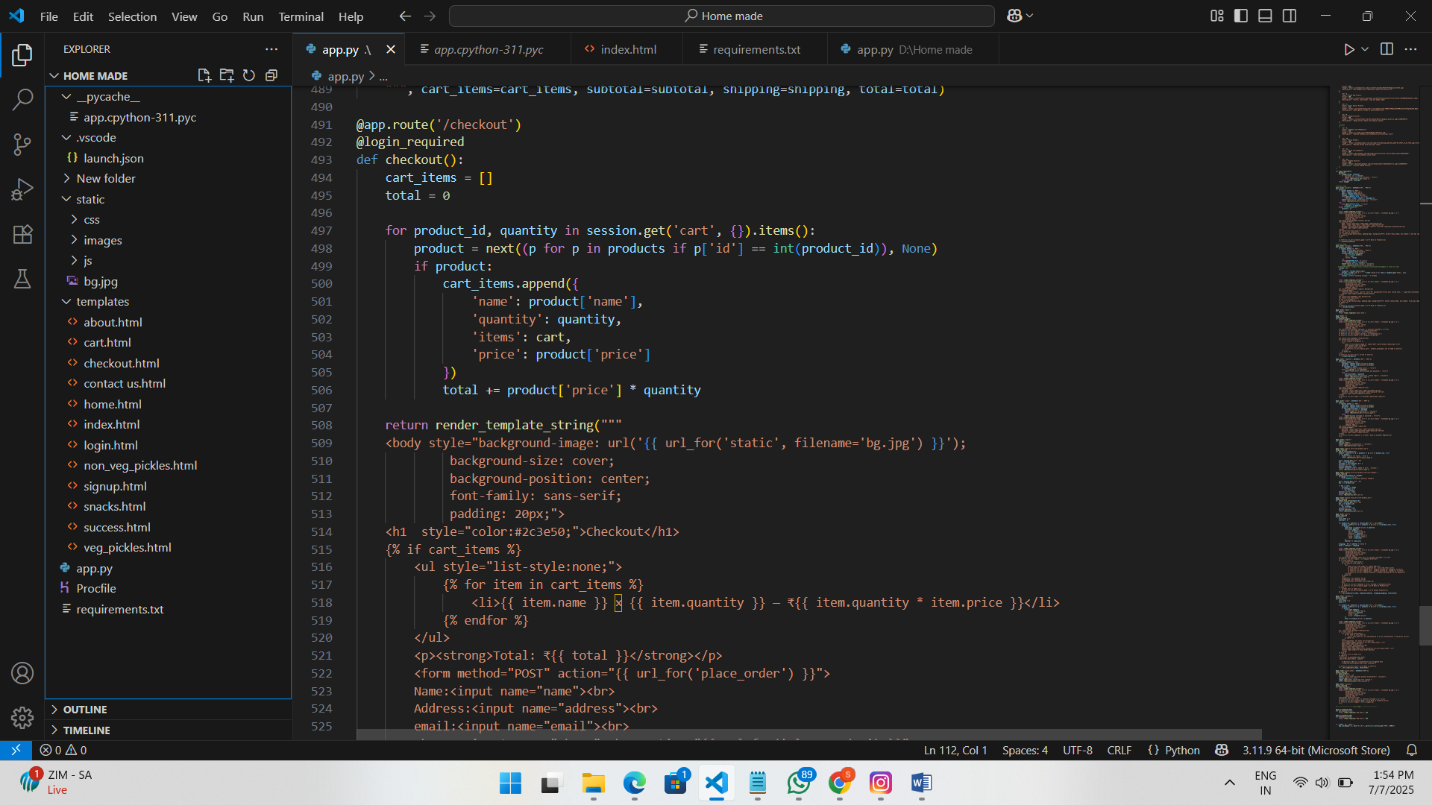 File Edit Selection View Go Run Terminal Help
Home made
EXPLORER
app.py .\
app.cpython-311.pyc
index.html
requirements.txt
app.py D:\Home made
HOME MADE
app.py > ...
__pycache__
app.cpython-311.pyc
.vscode
launch.json
New folder
static
css
images
js
bg.jpg
templates
about.html
cart.html
checkout.html
contact us.html
home.html
index.html
login.html
non_veg_pickles.html
signup.html
snacks.html
success.html
veg_pickles.html
app.py
Procfile
requirements.txt
OUTLINE
TIMELINE
489 , cart_items=cart_items, subtotal=subtotal, shipping=shipping, total=total)
490
491 @app.route('/checkout')
492 @login_required
493 def checkout():
494 cart_items = []
495 total = 0
496
497 for product_id, quantity in session.get('cart', {}).items():
498 product = next((p for p in products if p['id'] == int(product_id)), None)
499 if product:
500 cart_items.append({
501 'name': product['name'],
502 'quantity': quantity,
503 'items': cart,
504 'price': product['price']
505 })
506 total += product['price'] * quantity
507
508 return render_template_string("""
509 <body style="background-image: url('{{ url_for('static', filename='bg.jpg') }}');
510 background-size: cover;
511 background-position: center;
512 font-family: sans-serif;
513 padding: 20px;">
514 <h1  style="color:#2c3e50;">Checkout</h1>
515 {% if cart_items %}
516 <ul style="list-style:none;">
517 {% for item in cart_items %}
518 <li>{{ item.name }} × {{ item.quantity }} – ₹{{ item.quantity * item.price }}</li>
519 {% endfor %}
520 </ul>
521 <p><strong>Total: ₹{{ total }}</strong></p>
522 <form method="POST" action="{{ url_for('place_order') }}">
523 Name:<input name="name"><br>
524 Address:<input name="address"><br>
525 email:<input name="email"><br>
0 0
Ln 112, Col 1 Spaces: 4 UTF-8 CRLF {} Python 3.11.9 64-bit (Microsoft Store)
1 ZIM - SA
Live
1 89 5
ENG
IN
1:54 PM
7/7/2025